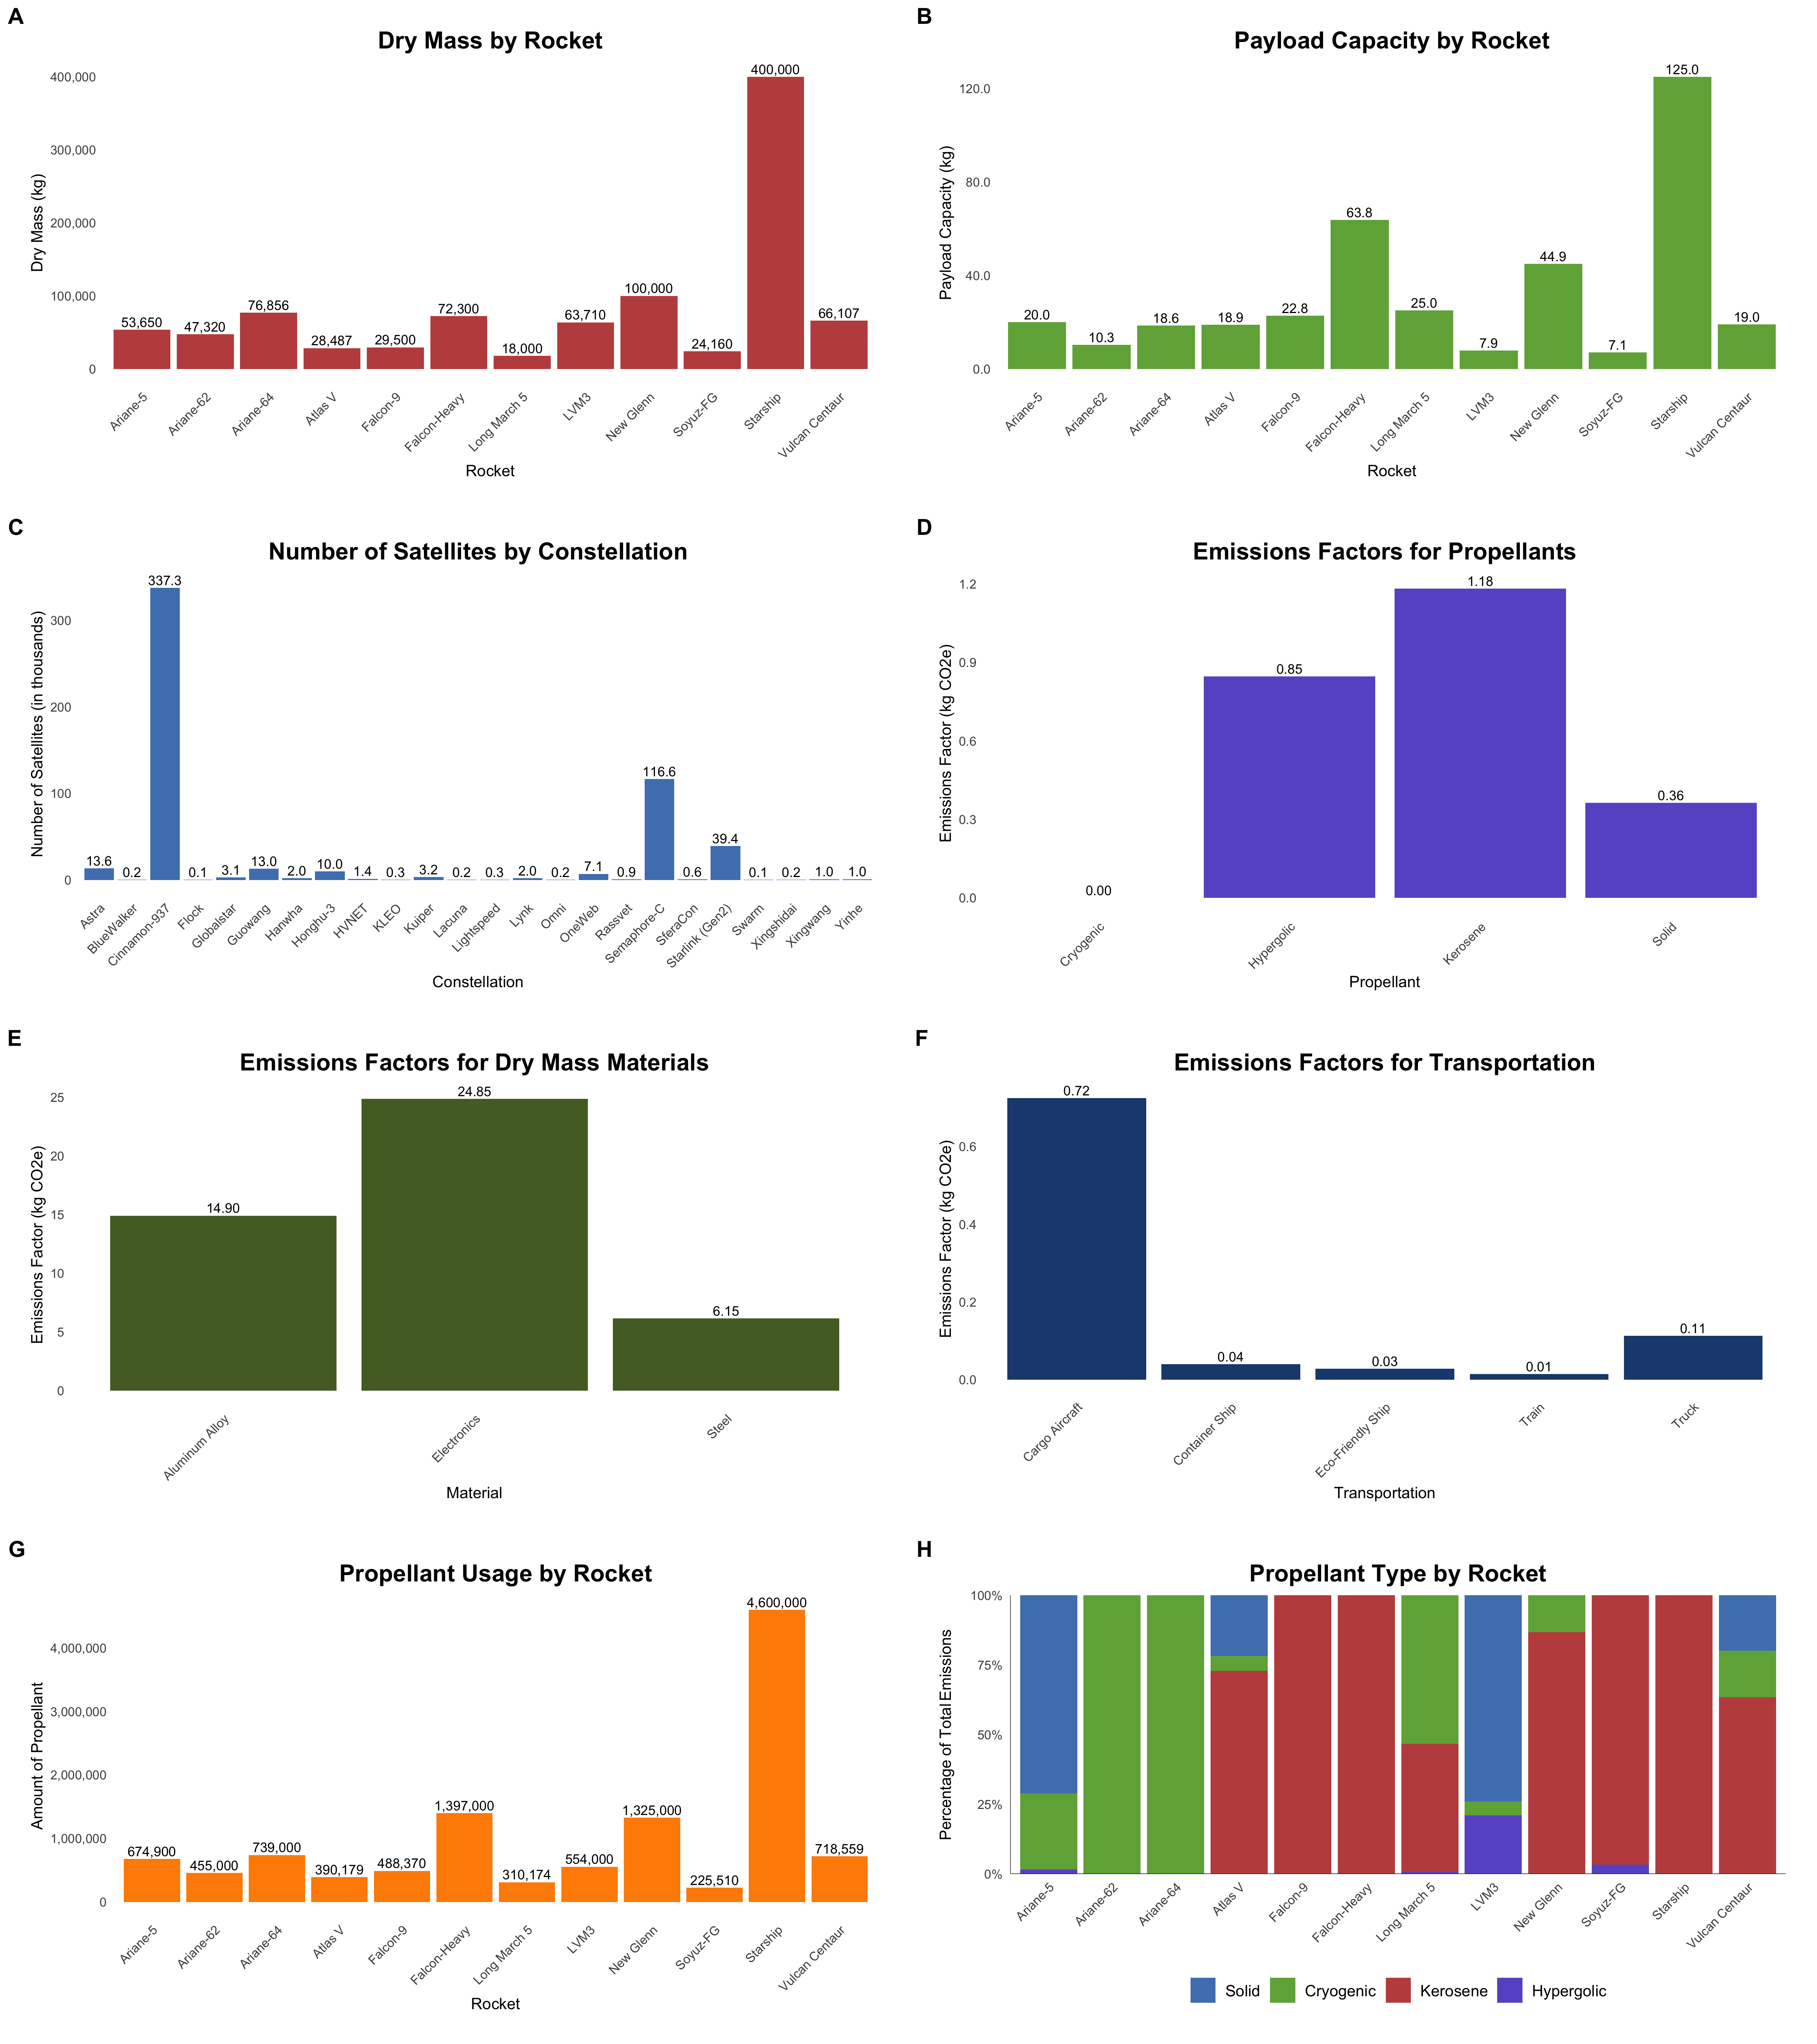 A
Dry Mass by Rocket
Dry Mass (kg)
400,000
300,000
200,000
100,000
0
53,650
47,320
76,856
28,487
29,500
72,300
18,000
63,710
100,000
24,160
400,000
66,107
Ariane-5
Ariane-62
Ariane-64
Atlas V
Falcon-9
Falcon-Heavy
Long March 5
LVM3
New Glenn
Soyuz-FG
Starship
Vulcan Centaur
Rocket
B
Payload Capacity by Rocket
Payload Capacity (kg)
120.0
80.0
40.0
0.0
20.0
10.3
18.6
18.9
22.8
63.8
25.0
7.9
44.9
7.1
125.0
19.0
Ariane-5
Ariane-62
Ariane-64
Atlas V
Falcon-9
Falcon-Heavy
Long March 5
LVM3
New Glenn
Soyuz-FG
Starship
Vulcan Centaur
Rocket
C
Number of Satellites by Constellation
Number of Satellites (in thousands)
300
200
100
0
13.6
0.2
337.3
0.1
3.1
13.0
2.0
10.0
1.4
0.3
3.2
0.2
0.3
2.0
0.2
7.1
0.9
116.6
0.6
39.4
0.1
0.2
1.0
1.0
Astra
BlueWalker
Cinnamon-937
Flock
Globalstar
Guowang
Hanwha
Honghu-3
HVNET
KLEO
Kuiper
Lacuna
Lightspeed
Lynk
Omni
OneWeb
Rassvet
Semaphore-C
SferaCon
Starlink (Gen2)
Swarm
Xingshidai
Xingwang
Yinhe
Constellation
D
Emissions Factors for Propellants
Emissions Factor (kg CO2e)
1.2
0.9
0.6
0.3
0.0
0.00
0.85
1.18
0.36
Cryogenic
Hypergolic
Kerosene
Solid
Propellant
E
Emissions Factors for Dry Mass Materials
Emissions Factor (kg CO2e)
25
20
15
10
5
0
14.90
24.85
6.15
Aluminum Alloy
Electronics
Steel
Material
F
Emissions Factors for Transportation
Emissions Factor (kg CO2e)
0.6
0.4
0.2
0.0
0.72
0.04
0.03
0.01
0.11
Cargo Aircraft
Container Ship
Eco-Friendly Ship
Train
Truck
Transportation
G
Propellant Usage by Rocket
Amount of Propellant
4,000,000
3,000,000
2,000,000
1,000,000
0
674,900
455,000
739,000
390,179
488,370
1,397,000
310,174
554,000
1,325,000
225,510
4,600,000
718,559
Ariane-5
Ariane-62
Ariane-64
Atlas V
Falcon-9
Falcon-Heavy
Long March 5
LVM3
New Glenn
Soyuz-FG
Starship
Vulcan Centaur
Rocket
H
Propellant Type by Rocket
Percentage of Total Emissions
100%
75%
50%
25%
0%
Ariane-5
Ariane-62
Ariane-64
Atlas V
Falcon-9
Falcon-Heavy
Long March 5
LVM3
New Glenn
Soyuz-FG
Starship
Vulcan Centaur
Solid
Cryogenic
Kerosene
Hypergolic